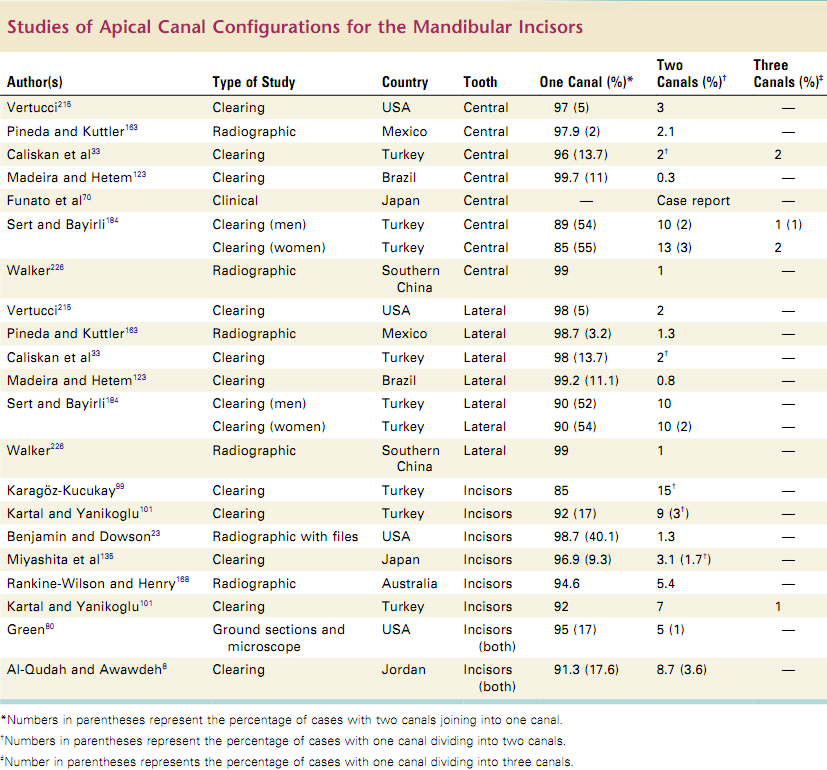 Studies of Apical Canal Configurations for the Mandibular Incisors
Author(s) Type of Study Country Tooth One Canal (%)* Two Canals (%)† Three Canals (%)‡
Vertucci215 Clearing USA Central 97 (5) 3 —
Pineda and Kuttler163 Radiographic Mexico Central 97.9 (2) 2.1 —
Caliskan et al33 Clearing Turkey Central 96 (13.7) 2† 2
Madeira and Hetem123 Clearing Brazil Central 99.7 (11) 0.3 —
Funato et al70 Clinical Japan Central — Case report —
Sert and Bayirli184 Clearing (men) Turkey Central 89 (54) 10 (2) 1 (1)
Clearing (women) Turkey Central 85 (55) 13 (3) 2
Walker226 Radiographic Southern China Central 99 1 —
Vertucci215 Clearing USA Lateral 98 (5) 2 —
Pineda and Kuttler163 Radiographic Mexico Lateral 98.7 (3.2) 1.3 —
Caliskan et al33 Clearing Turkey Lateral 98 (13.7) 2† —
Madeira and Hetem123 Clearing Brazil Lateral 99.2 (11.1) 0.8 —
Sert and Bayirli184 Clearing (men) Turkey Lateral 90 (52) 10 —
Clearing (women) Turkey Lateral 90 (54) 10 (2) —
Walker226 Radiographic Southern China Lateral 99 1 —
Karagöz-Kucukay99 Clearing Turkey Incisors 85 15† —
Kartal and Yanikoglu101 Clearing Turkey Incisors 92 (17) 9 (3†) —
Benjamin and Dowson23 Radiographic with files USA Incisors 98.7 (40.1) 1.3 —
Miyashita et al135 Clearing Japan Incisors 96.9 (9.3) 3.1 (1.7†) —
Rankine-Wilson and Henry168 Radiographic Australia Incisors 94.6 5.4 —
Kartal and Yanikoglu101 Clearing Turkey Incisors 92 7 1
Green80 Ground sections and microscope USA Incisors (both) 95 (17) 5 (1) —
Al-Qudah and Awawdeh8 Clearing Jordan Incisors (both) 91.3 (17.6) 8.7 (3.6) —
*Numbers in parentheses represent the percentage of cases with two canals joining into one canal.
†Numbers in parentheses represent the percentage of cases with one canal dividing into two canals.
‡Number in parentheses represents the percentage of cases with one canal dividing into three canals.